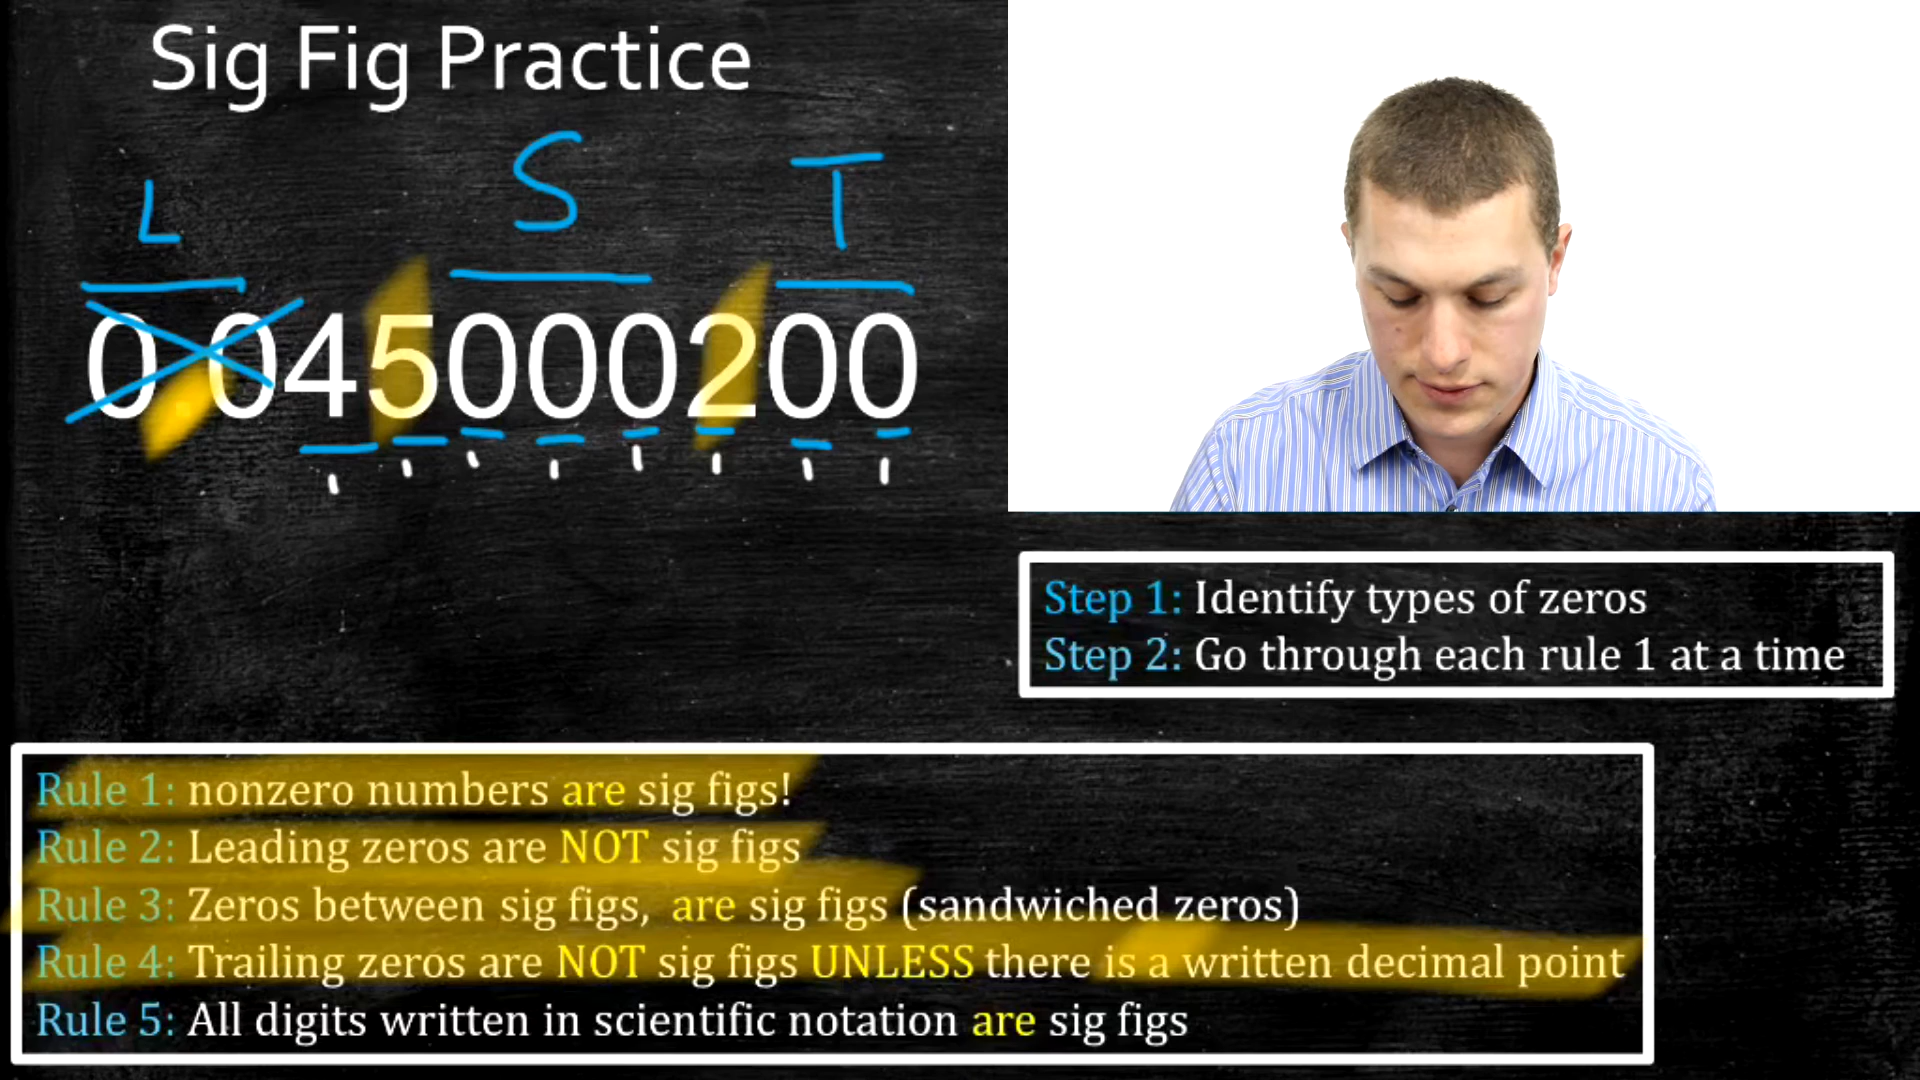 Sig Fig Practice
L S T
0.045000200
Step 1: Identify types of zeros
Step 2: Go through each rule 1 at a time
Rule 1: nonzero numbers are sig figs!
Rule 2: Leading zeros are NOT sig figs
Rule 3: Zeros between sig figs, are sig figs (sandwiched zeros)
Rule 4: Trailing zeros are NOT sig figs UNLESS there is a written decimal point
Rule 5: All digits written in scientific notation are sig figs